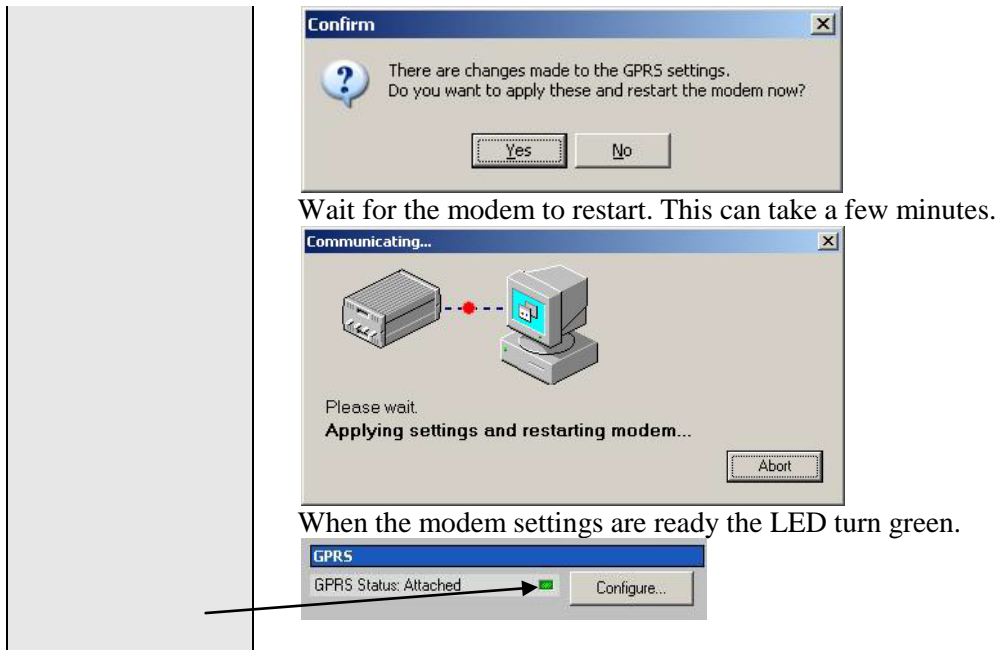 Confirm
There are changes made to the GPRS settings.
Do you want to apply these and restart the modem now?
Yes No
Wait for the modem to restart. This can take a few minutes.
Communicating...
Please wait.
Applying settings and restarting modem...
Abort
When the modem settings are ready the LED turn green.
GPRS
GPRS Status: Attached Configure...